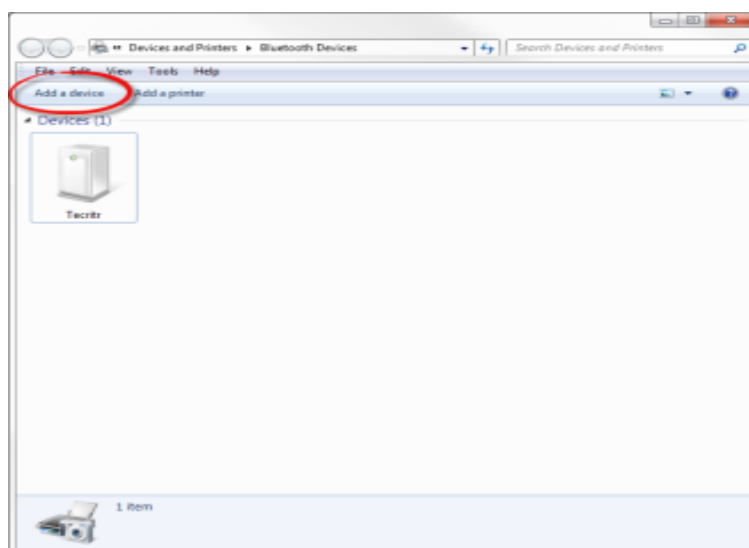 Devices and Printers Bluetooth Devices
Search Devices and Printers
File Edit View Tools Help
Add a device Add a printer
Devices (1)
Tecritr
1 item